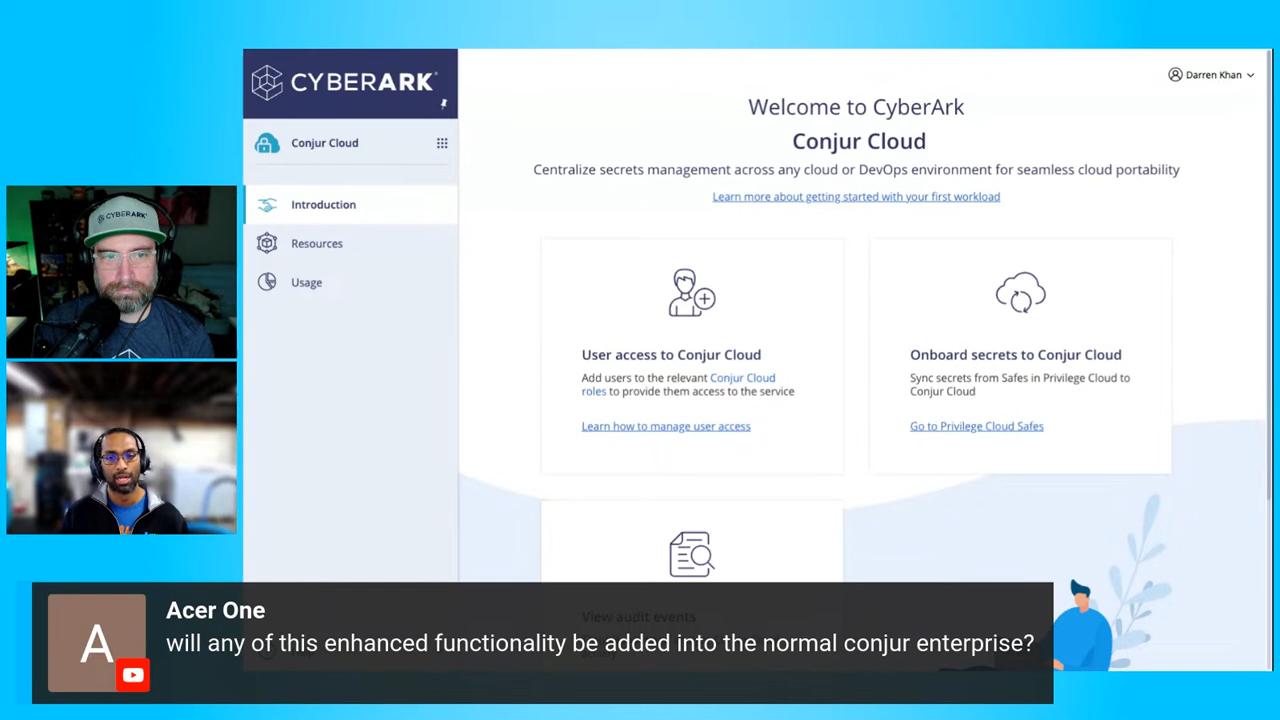 CYBERARK
Darren Khan
Welcome to CyberArk
Conjur Cloud
Conjur Cloud
Centralize secrets management across any cloud or DevOps environment for seamless cloud portability
Learn more about getting started with your first workload
Introduction
Resources
Usage
CYBERARK
User access to Conjur Cloud
Add users to the relevant Conjur Cloud
roles to provide them access to the service
Learn how to manage user access
Onboard secrets to Conjur Cloud
Sync secrets from Safes in Privilege Cloud to
Conjur Cloud
Go to Privilege Cloud Safes
View audit events
A
Acer One
will any of this enhanced functionality be added into the normal conjur enterprise?